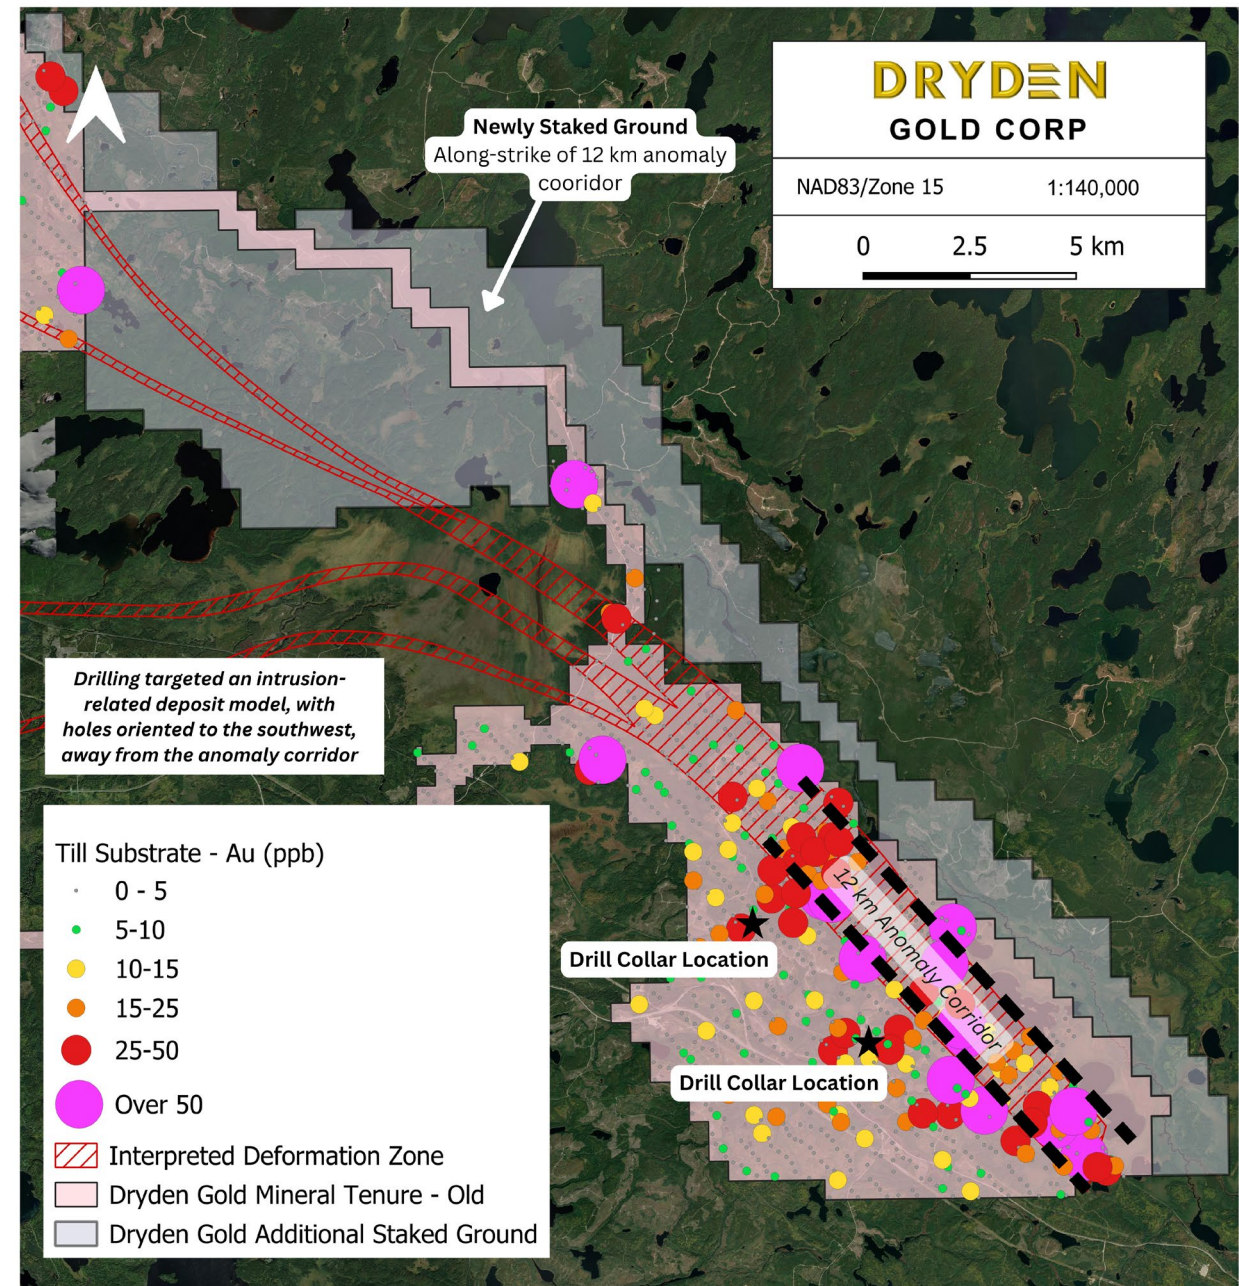 DRYDEN
GOLD CORP
NAD83/Zone 15 1:140,000
0 2.5 5 km
Newly Staked Ground
Along-strike of 12 km anomaly
cooridor
Drilling targeted an intrusion-
related deposit model, with
holes oriented to the southwest,
away from the anomaly corridor
12 km Anomaly Corridor
Drill Collar Location
Drill Collar Location
Till Substrate - Au (ppb)
0 - 5
5-10
10-15
15-25
25-50
Over 50
Interpreted Deformation Zone
Dryden Gold Mineral Tenure - Old
Dryden Gold Additional Staked Ground